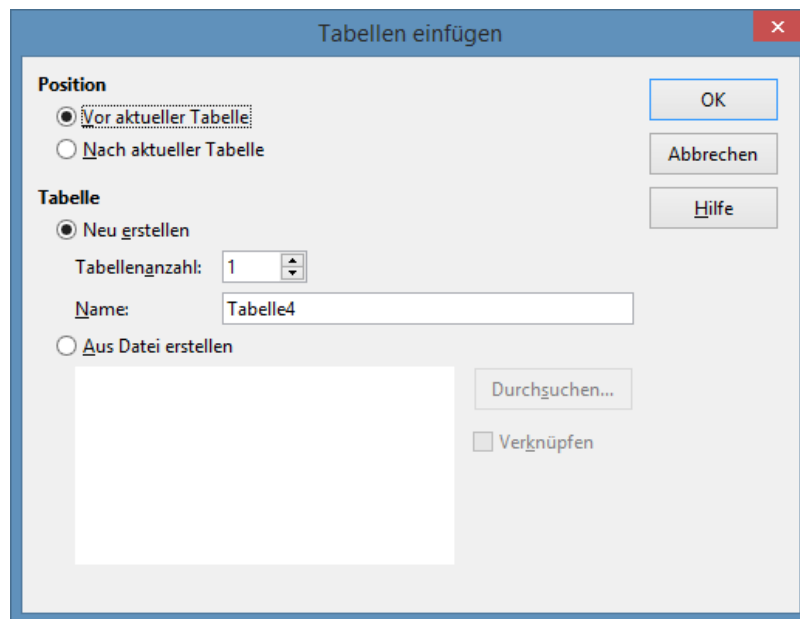 Tabellen einfügen
Position
Vor aktueller Tabelle
Nach aktueller Tabelle
Tabelle
Neu erstellen
Tabellenanzahl: 1
Name: Tabelle4
Aus Datei erstellen
Durchsuchen...
Verknüpfen
OK
Abbrechen
Hilfe